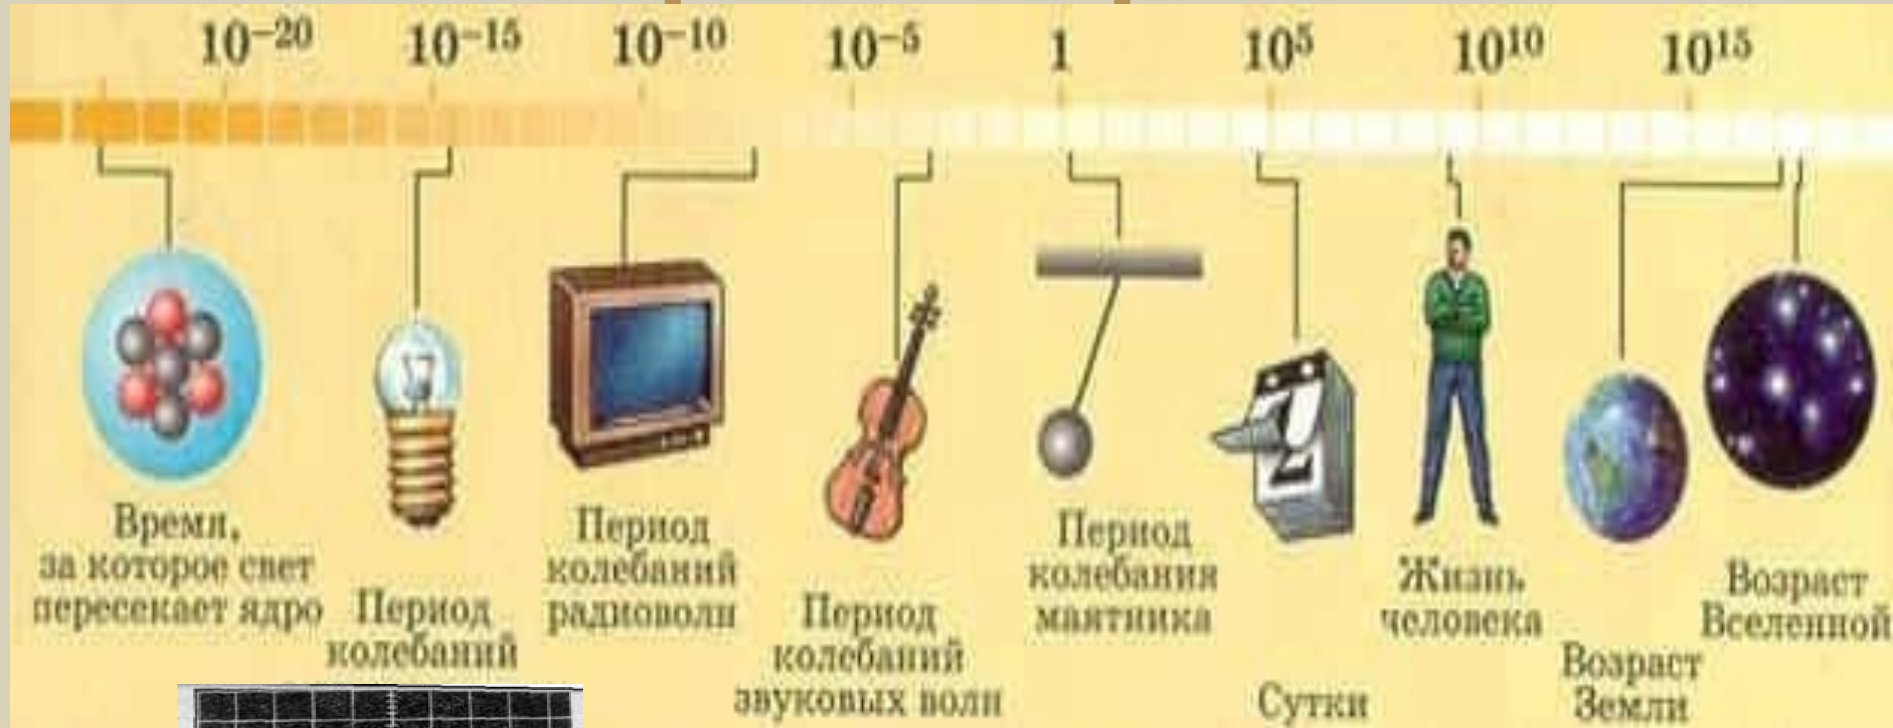 10⁻²⁰ 10⁻¹⁵ 10⁻¹⁰ 10⁻⁵ 1 10⁵ 10¹⁰ 10¹⁵
Время,
за которое свет
пересекает ядро
Период
колебаний
Период
колебаний
радиоволн
Период
колебаний
звуковых волн
Период
колебания
маятника
Сутки
Жизнь
человека
Возраст
Земли
Возраст
Вселенной